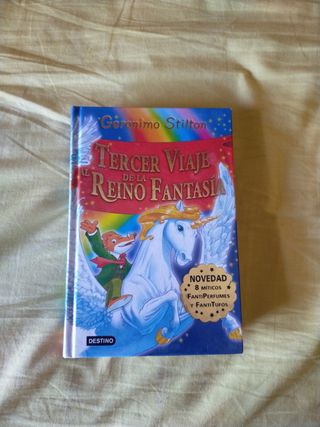 Geronimo Stilton
TERCER VIAJE
AL
DE LA
REINO FANTASÍA
NOVEDAD
8 MÍTICOS
FANTIPERFUMES
Y FANTITUFOS
DESTINO